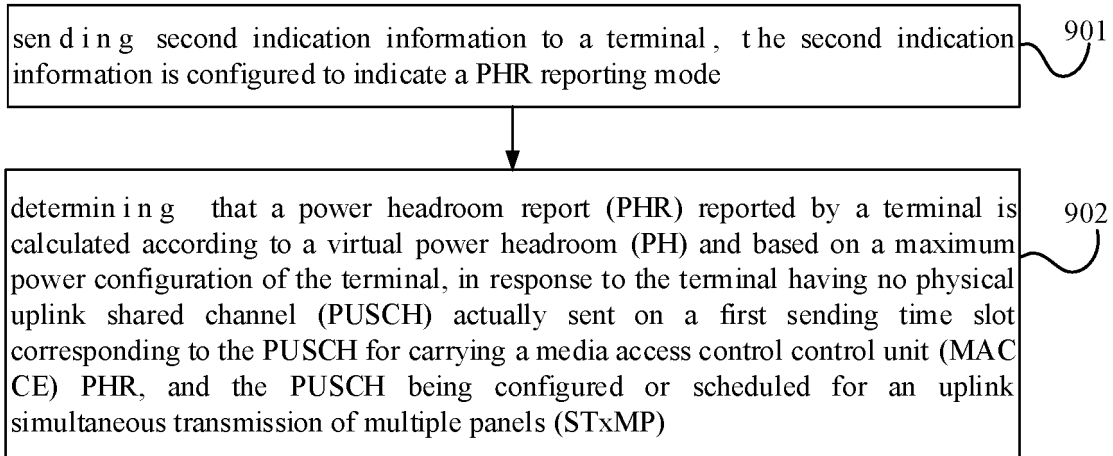 sen d i n g second indication information to a terminal, t he second indication
information is configured to indicate a PHR reporting mode
901
determin i n g that a power headroom report (PHR) reported by a terminal is
calculated according to a virtual power headroom (PH) and based on a maximum
power configuration of the terminal, in response to the terminal having no physical
uplink shared channel (PUSCH) actually sent on a first sending time slot
corresponding to the PUSCH for carrying a media access control control unit (MAC
CE) PHR, and the PUSCH being configured or scheduled for an uplink
simultaneous transmission of multiple panels (STxMP)
902